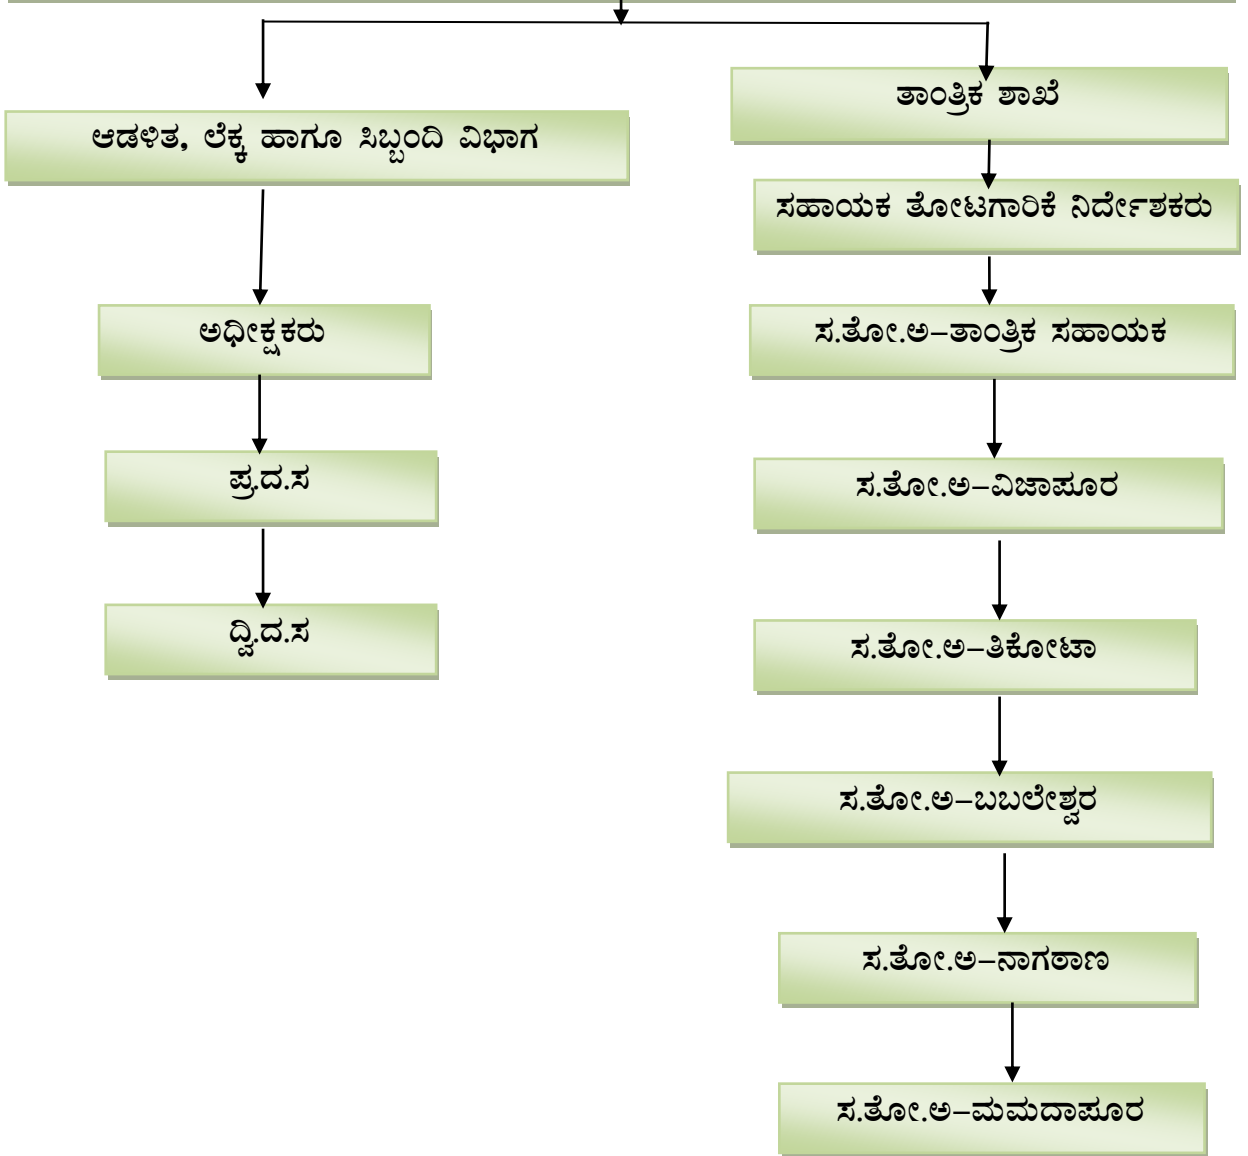 ಆಡಳಿತ, ಲೆಕ್ಕ ಹಾಗೂ ಸಿಬ್ಬಂದಿ ವಿಭಾಗ
ಅಧೀಕ್ಷಕರು
ಪ್ರ.ದ.ಸ
ದ್ವಿ.ದ.ಸ
ತಾಂತ್ರಿಕ ಶಾಖೆ
ಸಹಾಯಕ ತೋಟಗಾರಿಕೆ ನಿರ್ದೇಶಕರು
ಸ.ತೋ.ಅ–ತಾಂತ್ರಿಕ ಸಹಾಯಕ
ಸ.ತೋ.ಅ–ವಿಜಾಪೂರ
ಸ.ತೋ.ಅ–ತಿಕೋಟಾ
ಸ.ತೋ.ಅ–ಬಬಲೇಶ್ವರ
ಸ.ತೋ.ಅ–ನಾಗಠಾಣ
ಸ.ತೋ.ಅ–ಮಮದಾಪೂರ